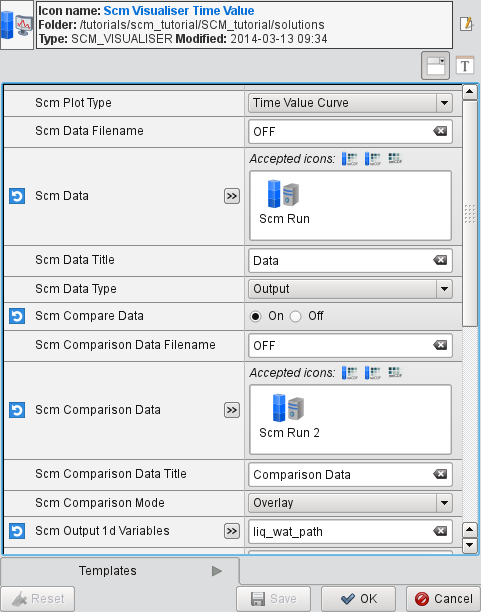 Icon name: Scm Visualiser Time Value
Folder: /tutorials/scm_tutorial/SCM_tutorial/solutions
Type: SCM_VISUALISER Modified: 2014-03-13 09:34
T
Scm Plot Type Time Value Curve
Scm Data Filename OFF
Accepted icons:
Scm Data >> Scm Run
Scm Data Title Data
Scm Data Type Output
Scm Compare Data On Off
Scm Comparison Data Filename OFF
Accepted icons:
Scm Comparison Data >> Scm Run 2
Scm Comparison Data Title Comparison Data
Scm Comparison Mode Overlay
Scm Output 1d Variables >> liq_wat_path
Templates
Reset Save OK Cancel